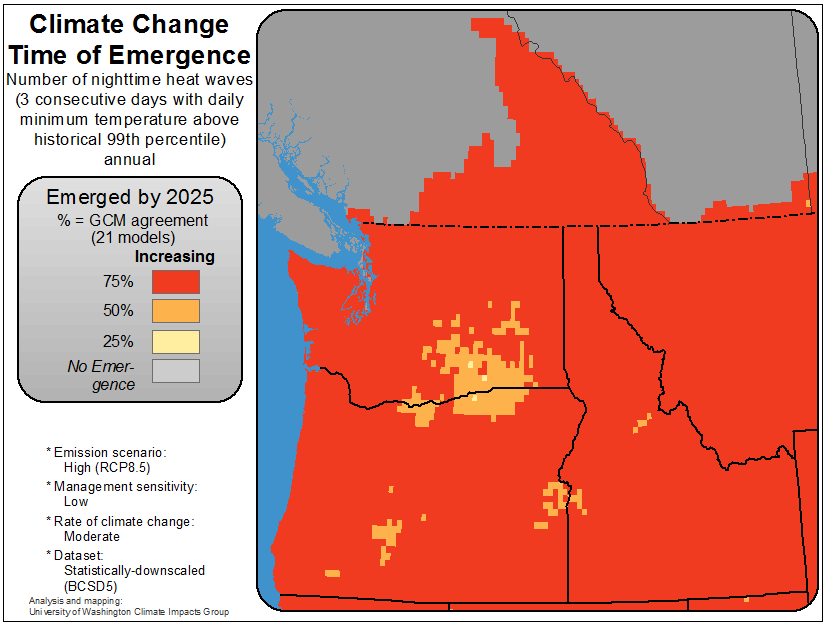 Climate Change
Time of Emergence
Number of nighttime heat waves
(3 consecutive days with daily
minimum temperature above
historical 99th percentile)
annual
Emerged by 2025
% = GCM agreement
(21 models)
Increasing
75%
50%
25%
No Emer-
gence
* Emission scenario:
High (RCP8.5)
* Management sensitivity:
Low
* Rate of climate change:
Moderate
* Dataset:
Statistically-downscaled
(BCSD5)
Analysis and mapping:
University of Washington Climate Impacts Group